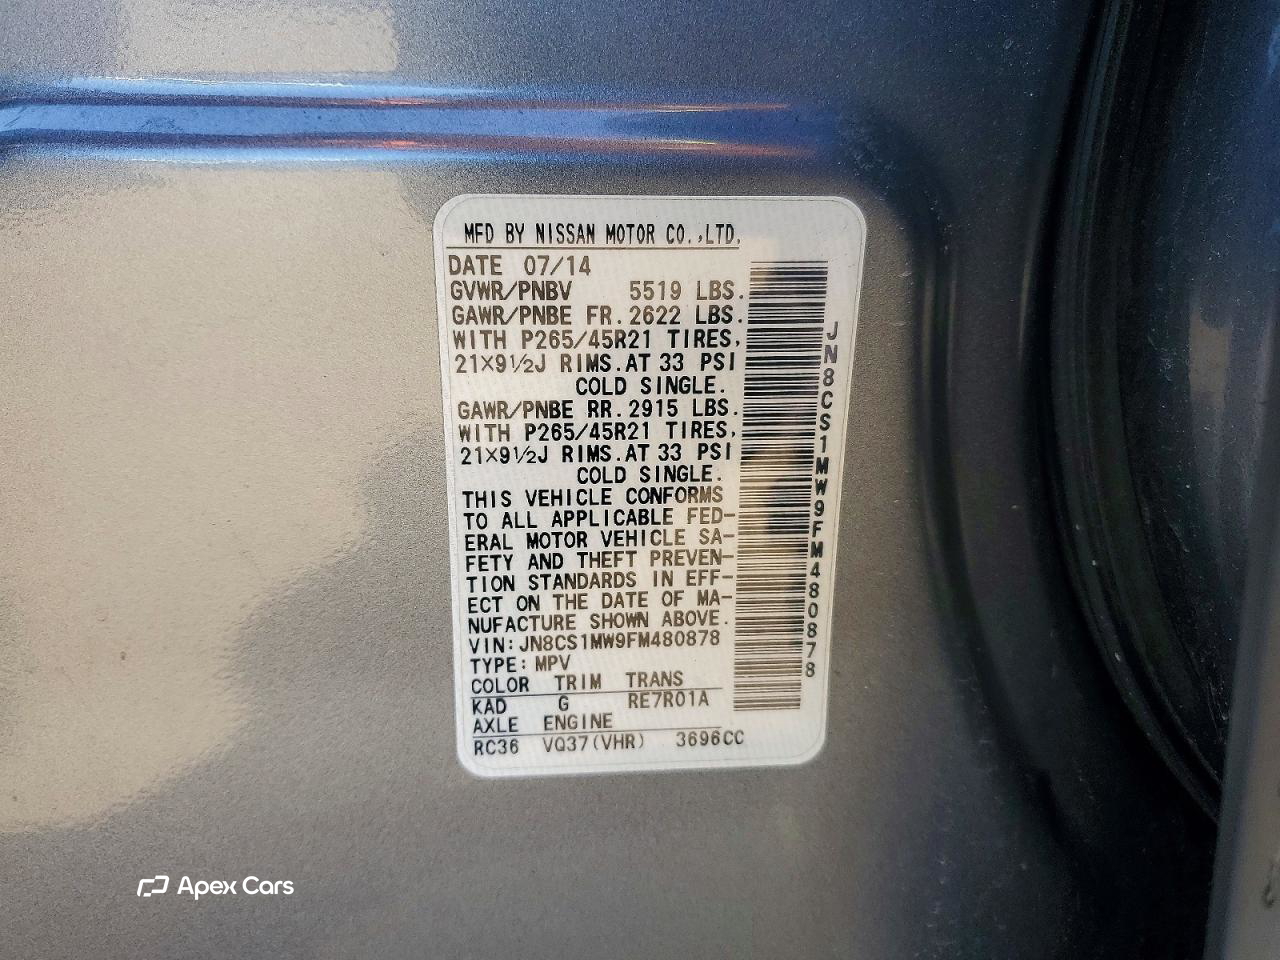 MFD BY NISSAN MOTOR CO.,LTD.
DATE 07/14
GVWR/PNBV 5519 LBS.
GAWR/PNBE FR. 2622 LBS.
WITH P265/45R21 TIRES,
21×9½J RIMS. AT 33 PSI
COLD SINGLE.
GAWR/PNBE RR. 2915 LBS.
WITH P265/45R21 TIRES,
21×9½J RIMS. AT 33 PSI
COLD SINGLE.
THIS VEHICLE CONFORMS
TO ALL APPLICABLE FED-
ERAL MOTOR VEHICLE SA-
FETY AND THEFT PREVEN-
TION STANDARDS IN EFF-
ECT ON THE DATE OF MA-
NUFACTURE SHOWN ABOVE.
VIN: JN8CS1MW9FM480878
TYPE: MPV
COLOR TRIM TRANS
KAD G RE7R01A
AXLE ENGINE
RC36 VQ37(VHR) 3696CC
JN8CS1MW9FM480878
Apex Cars